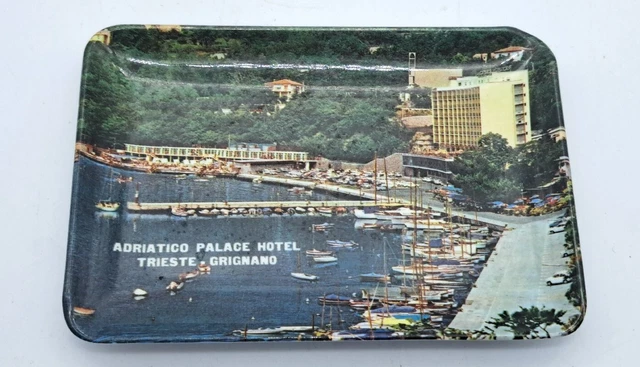 ADRIATICO PALACE HOTEL
TRIESTE - GRIGNANO